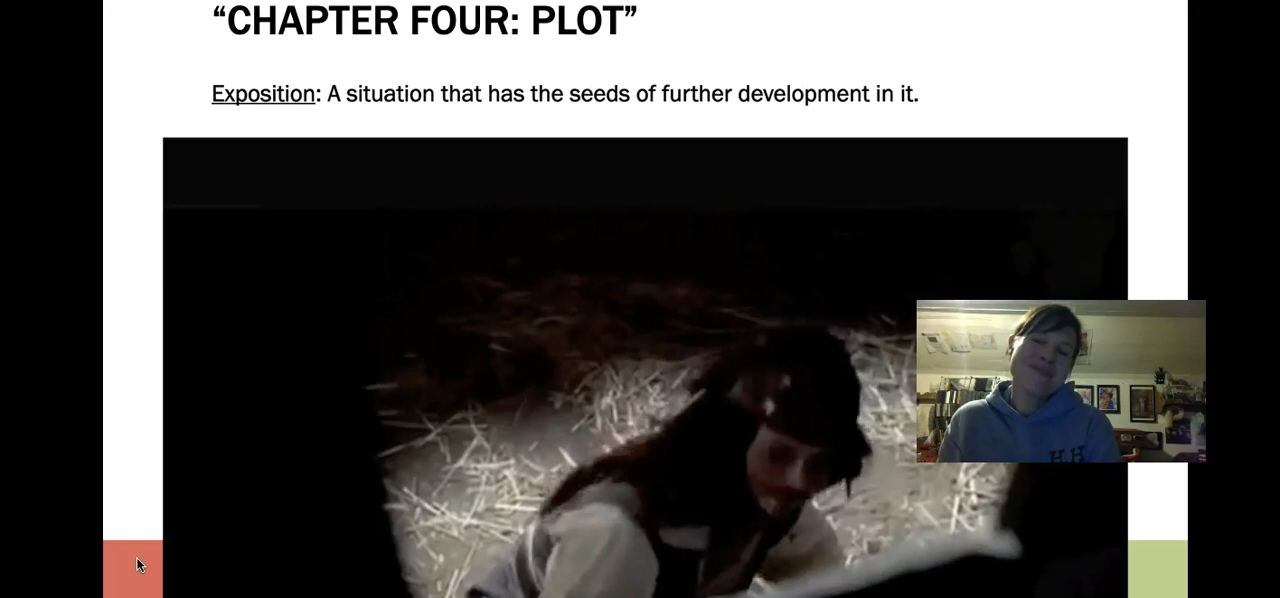 “CHAPTER FOUR: PLOT”
Exposition: A situation that has the seeds of further development in it.
H H